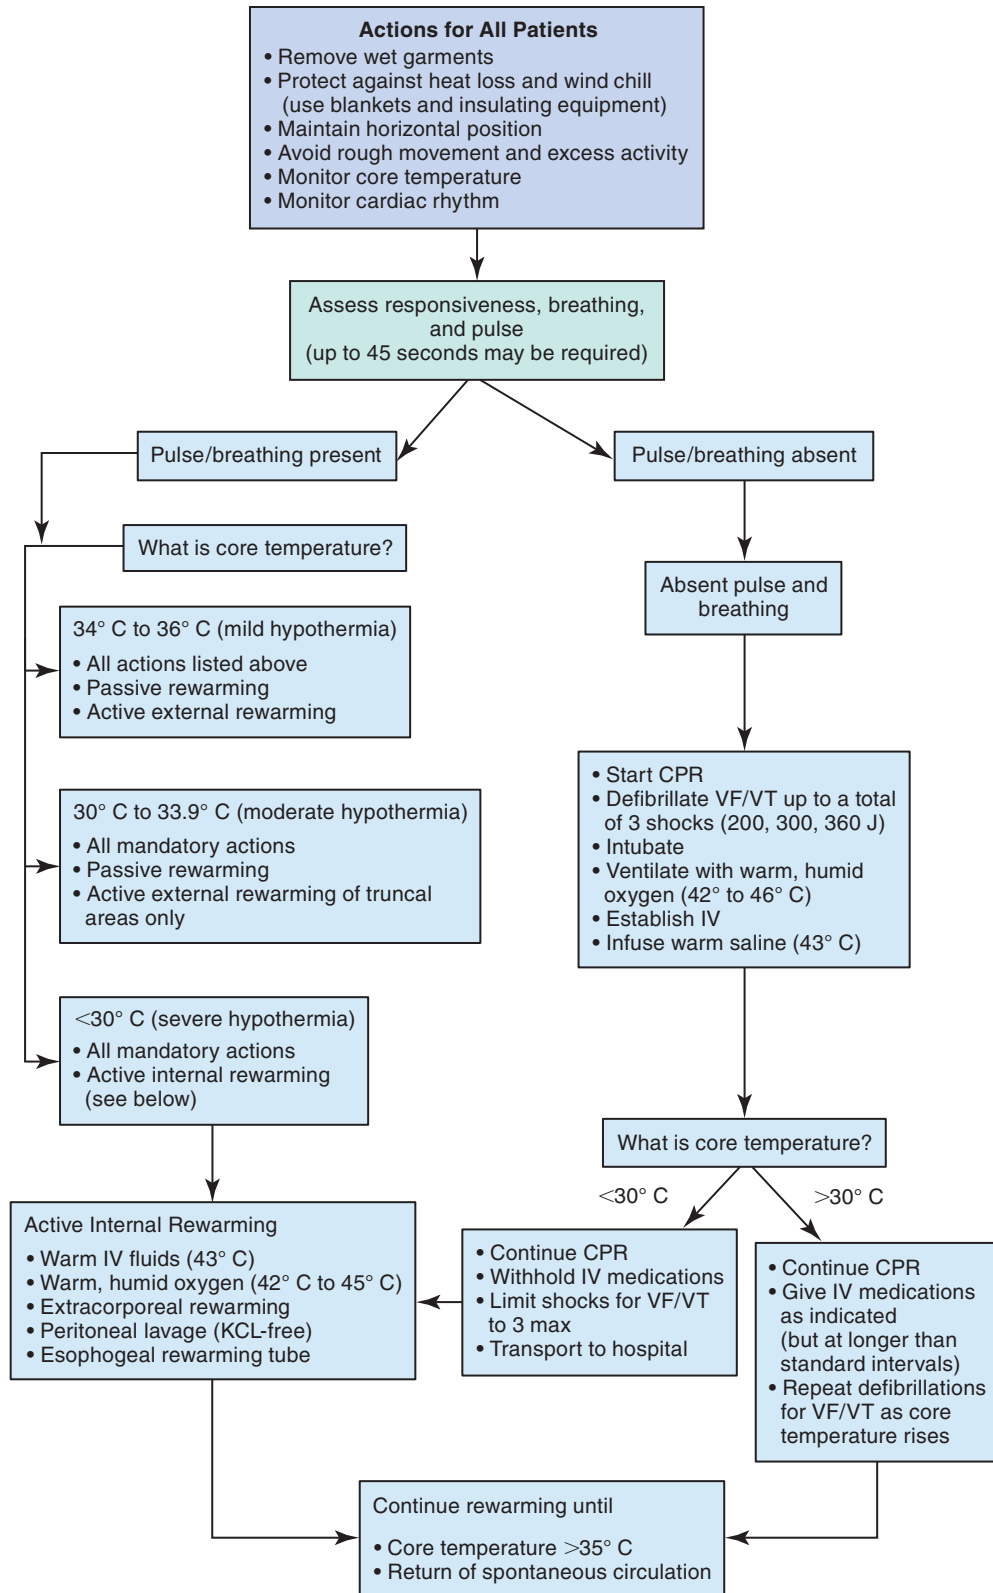 Actions for All Patients
• Remove wet garments
• Protect against heat loss and wind chill
(use blankets and insulating equipment)
• Maintain horizontal position
• Avoid rough movement and excess activity
• Monitor core temperature
• Monitor cardiac rhythm
Assess responsiveness, breathing,
and pulse
(up to 45 seconds may be required)
Pulse/breathing present
Pulse/breathing absent
What is core temperature?
Absent pulse and
breathing
34° C to 36° C (mild hypothermia)
• All actions listed above
• Passive rewarming
• Active external rewarming
30° C to 33.9° C (moderate hypothermia)
• All mandatory actions
• Passive rewarming
• Active external rewarming of truncal
areas only
• Start CPR
• Defibrillate VF/VT up to a total
of 3 shocks (200, 300, 360 J)
• Intubate
• Ventilate with warm, humid
oxygen (42° to 46° C)
• Establish IV
• Infuse warm saline (43° C)
<30° C (severe hypothermia)
• All mandatory actions
• Active internal rewarming
(see below)
What is core temperature?
<30° C
>30° C
Active Internal Rewarming
• Warm IV fluids (43° C)
• Warm, humid oxygen (42° C to 45° C)
• Extracorporeal rewarming
• Peritoneal lavage (KCL-free)
• Esophogeal rewarming tube
• Continue CPR
• Withhold IV medications
• Limit shocks for VF/VT
to 3 max
• Transport to hospital
• Continue CPR
• Give IV medications
as indicated
(but at longer than
standard intervals)
• Repeat defibrillations
for VF/VT as core
temperature rises
Continue rewarming until
• Core temperature >35° C
• Return of spontaneous circulation